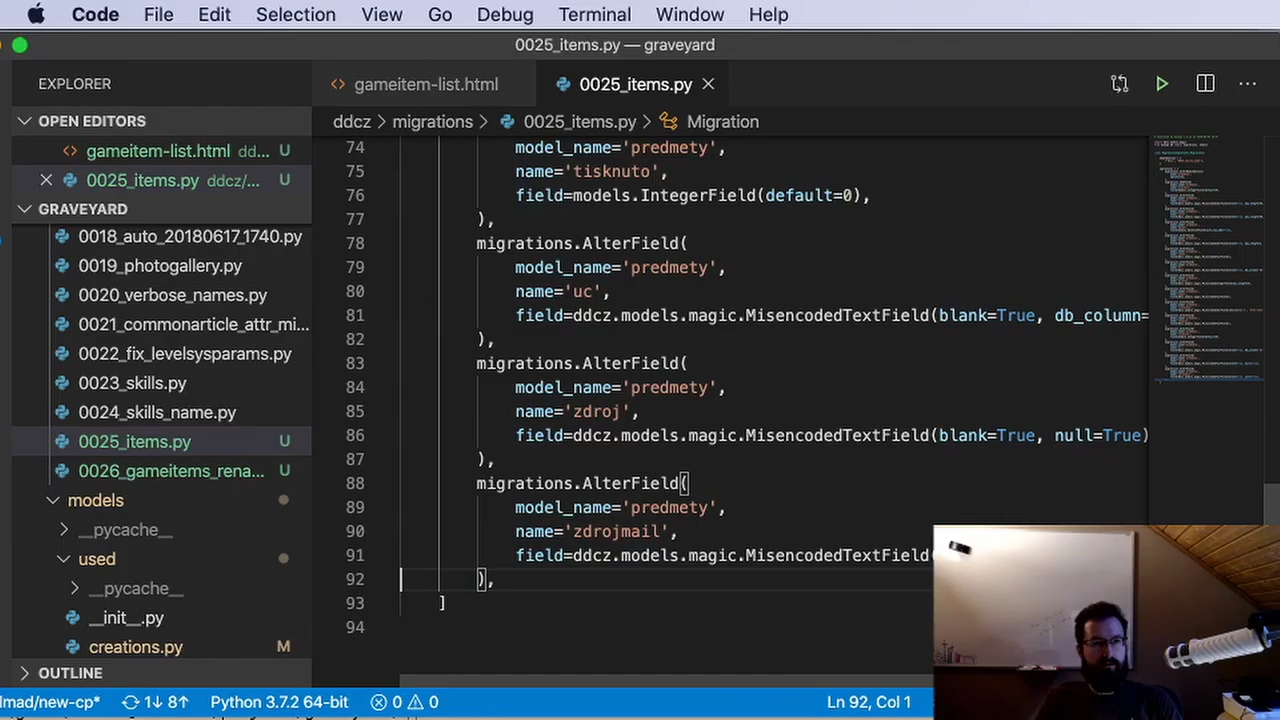 Code File Edit Selection View Go Debug Terminal Window Help
0025_items.py — graveyard
EXPLORER
gameitem-list.html
0025_items.py
ddcz > migrations > 0025_items.py > Migration
OPEN EDITORS
gameitem-list.html dd... U
0025_items.py ddcz/... U
GRAVEYARD
0018_auto_20180617_1740.py
0019_photogallery.py
0020_verbose_names.py
0021_commonarticle_attr_mi...
0022_fix_levelsysparams.py
0023_skills.py
0024_skills_name.py
0025_items.py U
0026_gameitems_rena... U
models
__pycache__
used
__pycache__
__init__.py
creations.py M
OUTLINE
74 model_name='predmety',
75 name='tisknuto',
76 field=models.IntegerField(default=0),
77 ),
78 migrations.AlterField(
79 model_name='predmety',
80 name='uc',
81 field=ddcz.models.magic.MisencodedTextField(blank=True, db_column=
82 ),
83 migrations.AlterField(
84 model_name='predmety',
85 name='zdroj',
86 field=ddcz.models.magic.MisencodedTextField(blank=True, null=True)
87 ),
88 migrations.AlterField(
89 model_name='predmety',
90 name='zdrojmail',
91 field=ddcz.models.magic.MisencodedTextField(
92 ),
93 ]
94
lmad/new-cp* 1↓ 8↑ Python 3.7.2 64-bit 0 0 Ln 92, Col 1